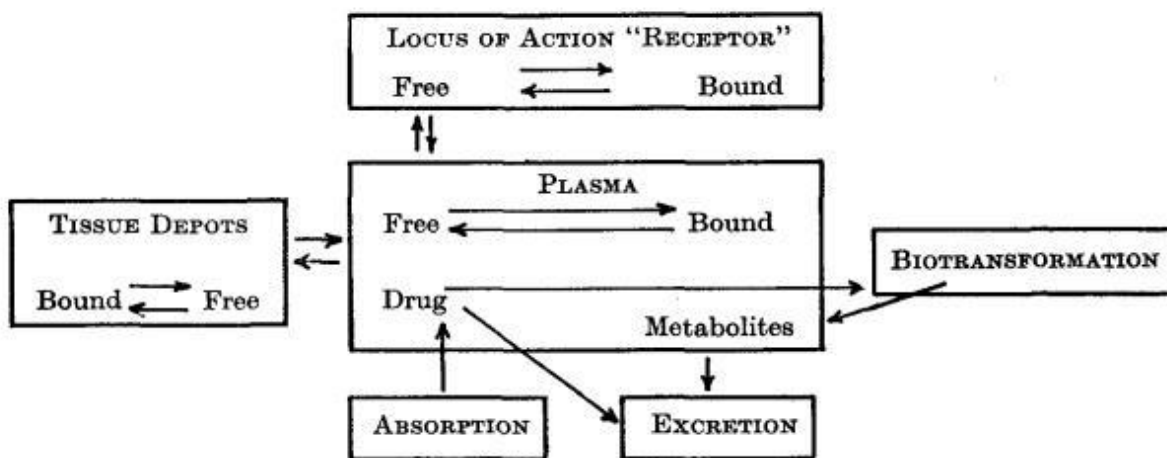 LOCUS OF ACTION "RECEPTOR"
Free Bound
PLASMA
Free Bound
TISSUE DEPOTS
Bound Free
BIOTRANSFORMATION
Drug
Metabolites
ABSORPTION
EXCRETION